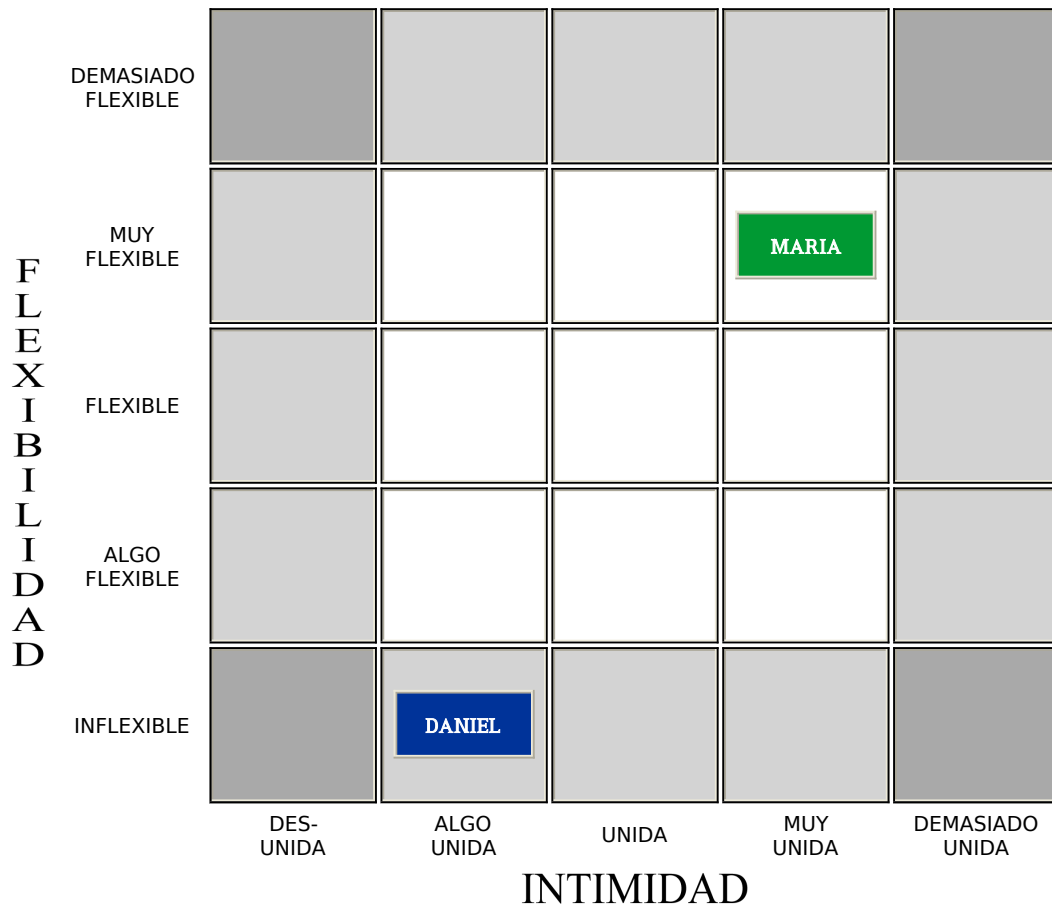 DEMASIADO
FLEXIBLE
MUY
FLEXIBLE
MARIA
FLEXIBILIDAD
FLEXIBLE
ALGO
FLEXIBLE
INFLEXIBLE
DANIEL
DES-
UNIDA
ALGO
UNIDA
UNIDA
MUY
UNIDA
DEMASIADO
UNIDA
INTIMIDAD